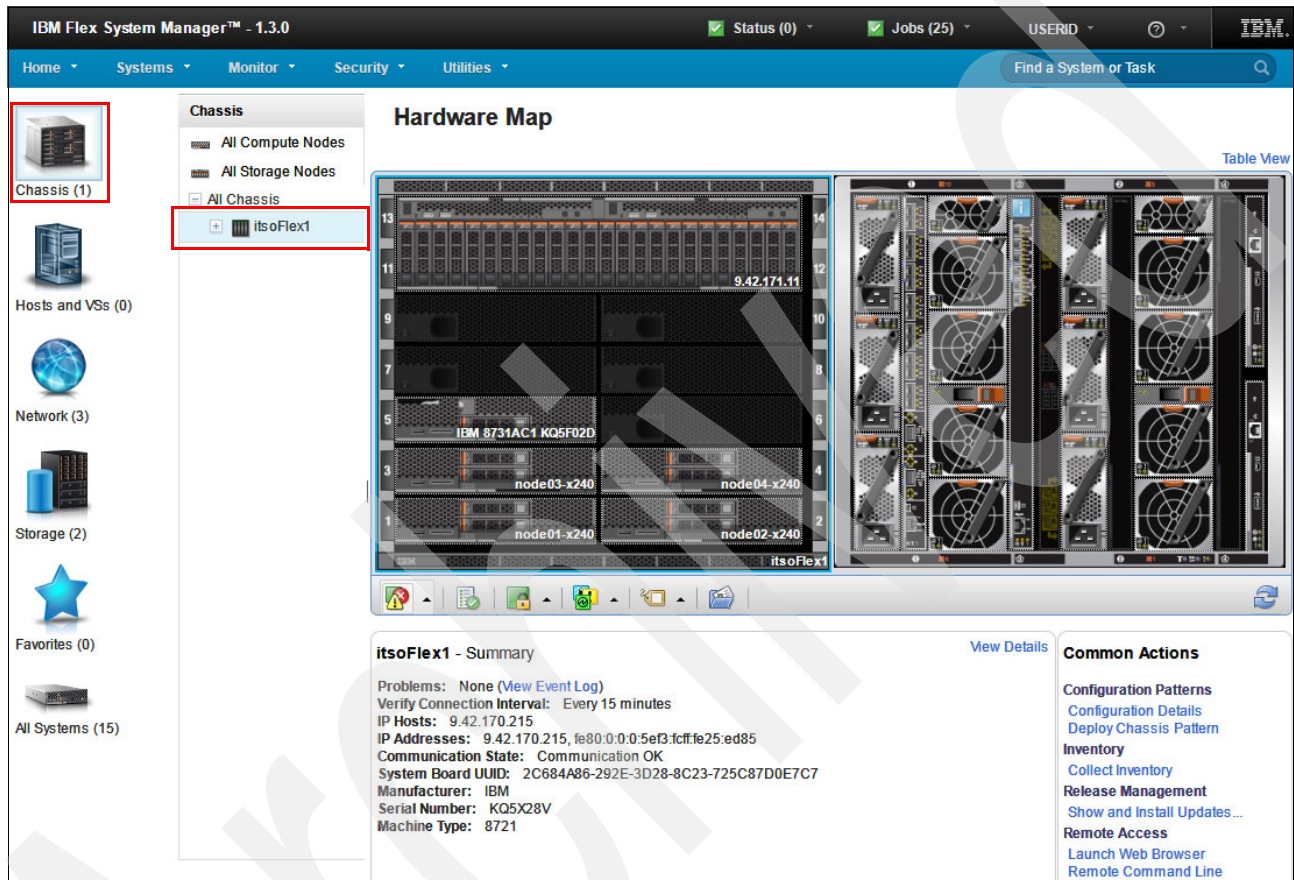 IBM Flex System Manager™ - 1.3.0
Status (0)
Jobs (25)
USERID
IBM.
Home
Systems
Monitor
Security
Utilities
Find a System or Task
Chassis (1)
Hosts and VSs (0)
Network (3)
Storage (2)
Favorites (0)
All Systems (15)
Chassis
All Compute Nodes
All Storage Nodes
All Chassis
itsoFlex1
Hardware Map
Table View
13
14
11
9.42.171.11
12
9
10
7
8
5
IBM 8731AC1 KQ5F02D
6
3
node03-x240
node04-x240
4
1
node01-x240
node02-x240
2
itsoFlex1
itsoFlex1 - Summary
View Details
Problems: None (View Event Log)
Verify Connection Interval: Every 15 minutes
IP Hosts: 9.42.170.215
IP Addresses: 9.42.170.215, fe80:0:0:0:5ef3:fcff:fe25:ed85
Communication State: Communication OK
System Board UUID: 2C684A86-292E-3D28-8C23-725C87D0E7C7
Manufacturer: IBM
Serial Number: KQ5X28V
Machine Type: 8721
Common Actions
Configuration Patterns
Configuration Details
Deploy Chassis Pattern
Inventory
Collect Inventory
Release Management
Show and Install Updates...
Remote Access
Launch Web Browser
Remote Command Line